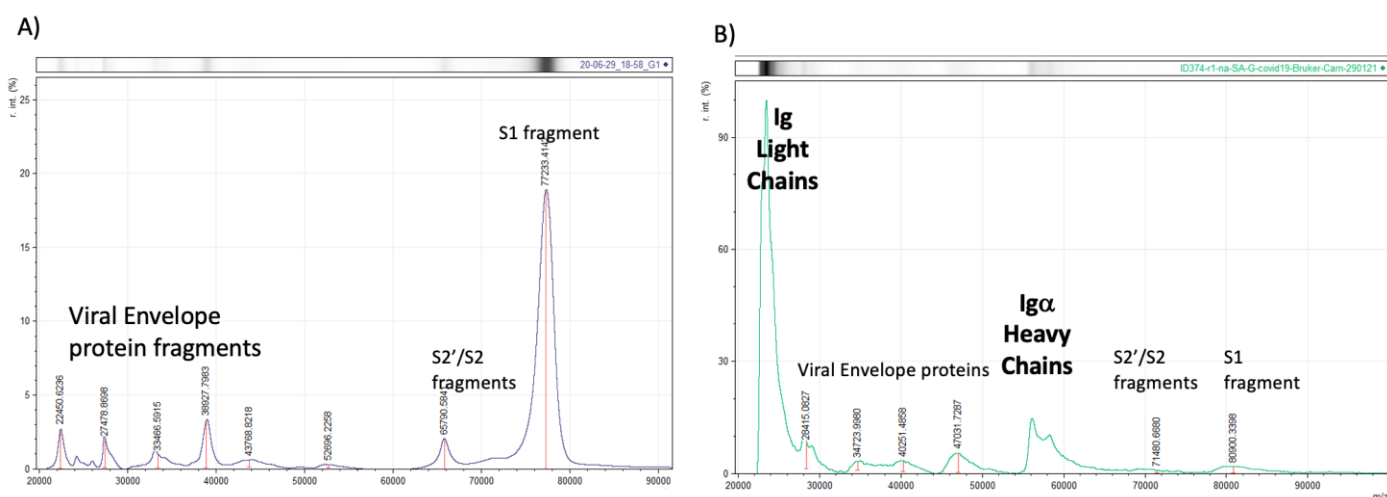 A)
20-06-29_18-58_G1
r. int. (%)
25
20
15
10
5
0
S1 fragment
77233.414
Viral Envelope
protein fragments
S2’/S2
fragments
22450.6236
27478.8698
33466.5915
38927.7983
43768.8218
52696.2258
65790.584
20000
30000
40000
50000
60000
70000
80000
90000
B)
ID374-r1-na-SA-G-covid19-Bruker-Cam-290121
r. int. (%)
90
60
30
0
Ig
Light
Chains
Viral Envelope proteins
Igα
Heavy
Chains
S2’/S2
fragments
S1
fragment
28415.0827
34723.9980
40251.4868
47031.7287
71480.6680
80900.3398
20000
30000
40000
50000
60000
70000
80000
90000